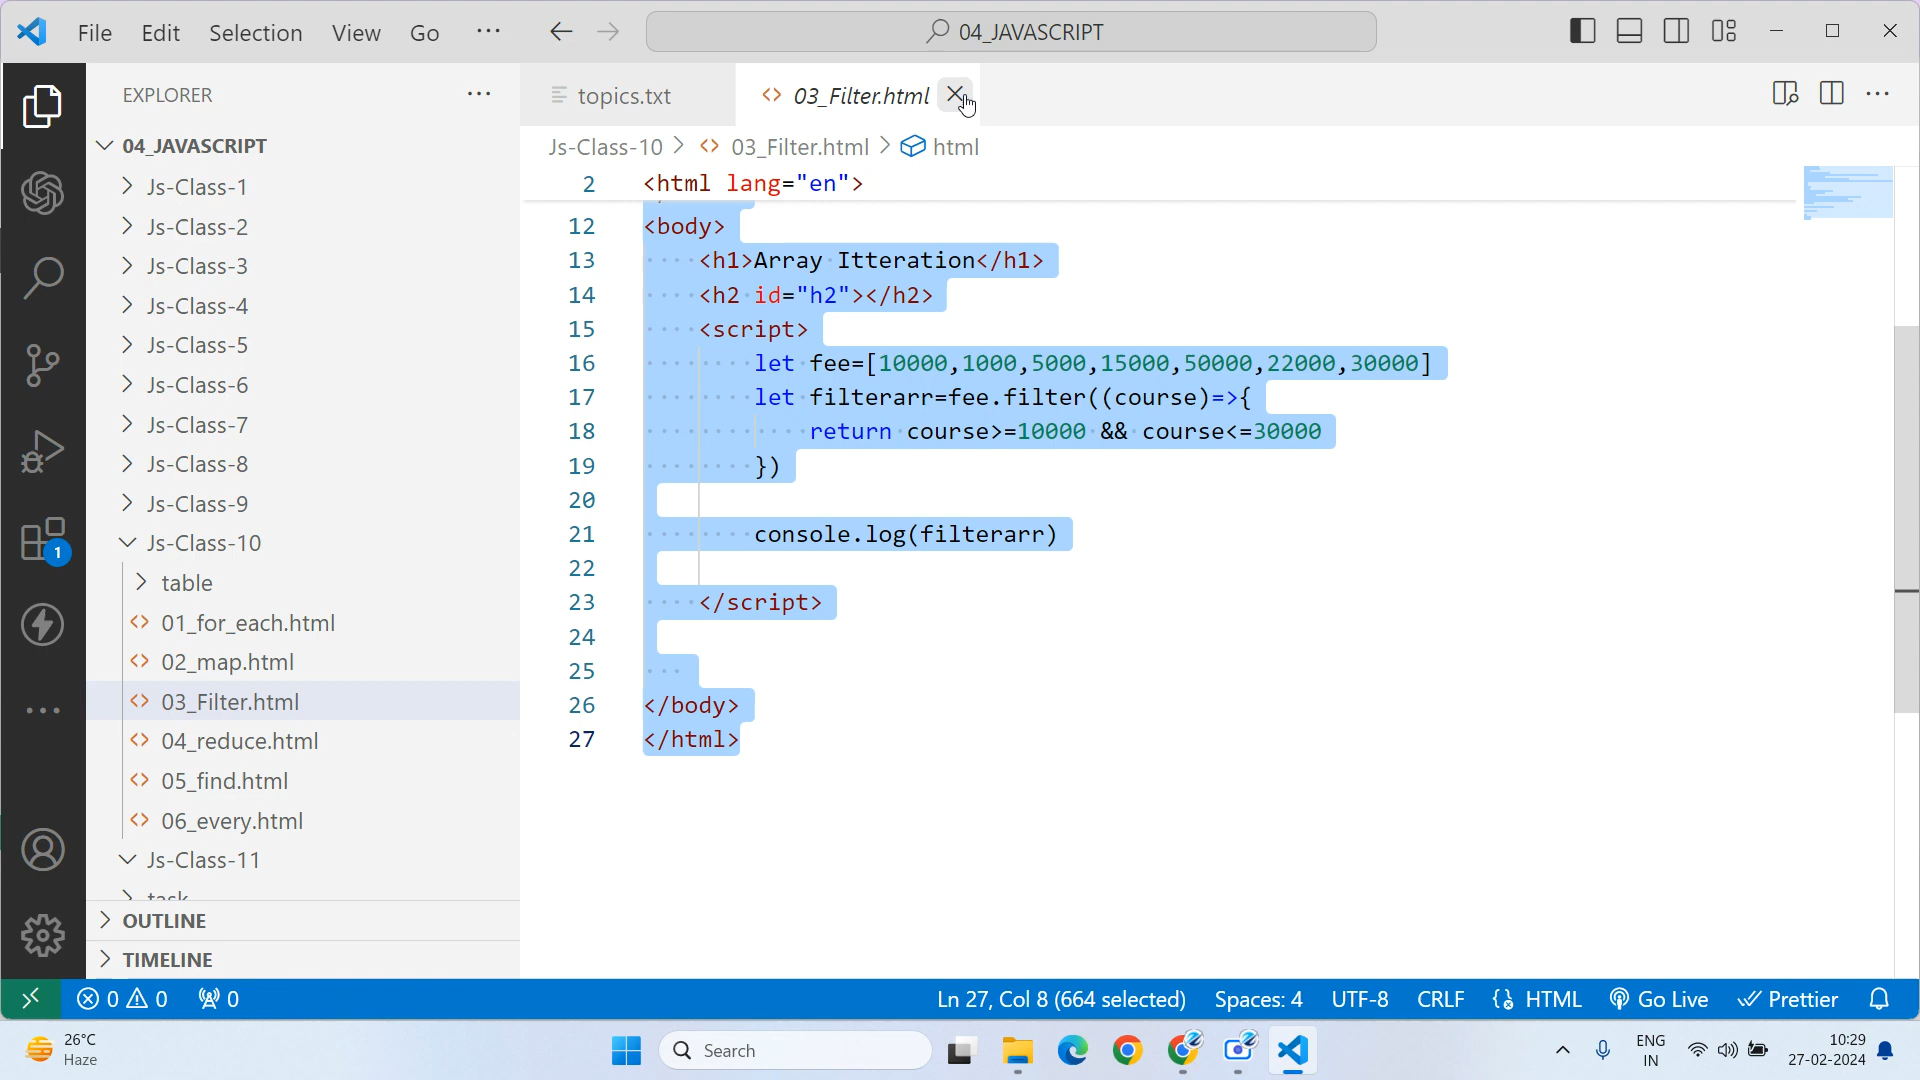 File Edit Selection View Go ··· 04_JAVASCRIPT
EXPLORER ···
topics.txt <> 03_Filter.html
Js-Class-10 > <> 03_Filter.html > html
04_JAVASCRIPT
Js-Class-1
Js-Class-2
Js-Class-3
Js-Class-4
Js-Class-5
Js-Class-6
Js-Class-7
Js-Class-8
Js-Class-9
Js-Class-10
table
<> 01_for_each.html
<> 02_map.html
<> 03_Filter.html
<> 04_reduce.html
<> 05_find.html
<> 06_every.html
Js-Class-11
task
OUTLINE
TIMELINE
1
2 <html lang="en">
12 <body>
13 <h1>Array Itteration</h1>
14 <h2 id="h2"></h2>
15 <script>
16 let fee=[10000,1000,5000,15000,50000,22000,30000]
17 let filterarr=fee.filter((course)=>{
18 return course>=10000 && course<=30000
19 })
20
21 console.log(filterarr)
22
23 </script>
24
25
26 </body>
27 </html>
0 0 0 Ln 27, Col 8 (664 selected) Spaces: 4 UTF-8 CRLF HTML Go Live Prettier
26°C
Haze
Search
ENG
IN
10:29
27-02-2024